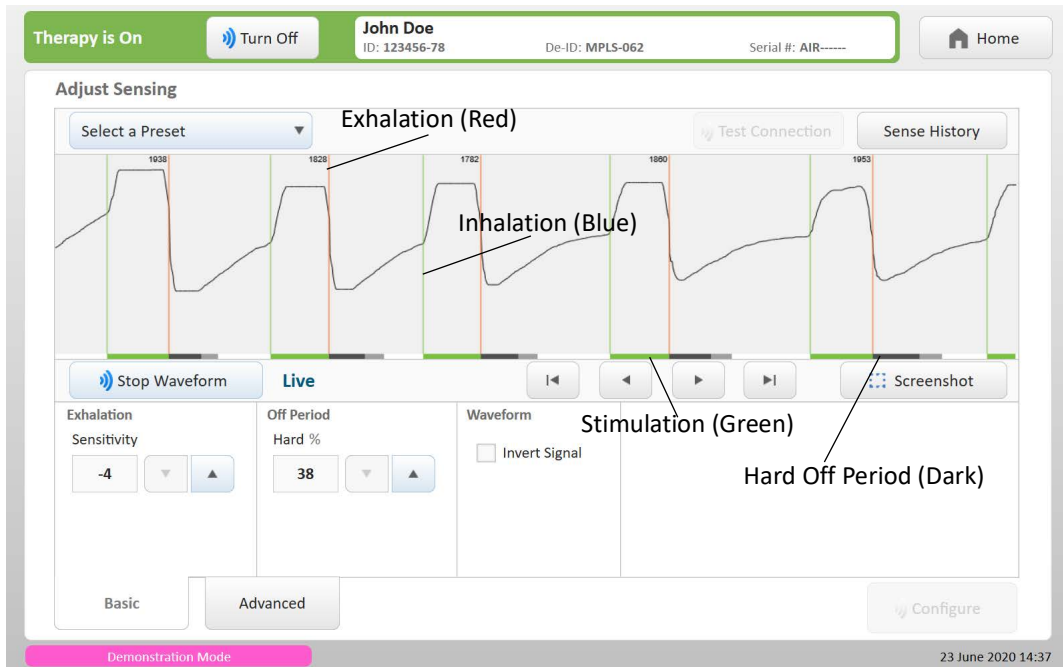 Therapy is On
Turn Off
John Doe
ID: 123456-78
De-ID: MPLS-062
Serial #: AIR------
Home
Adjust Sensing
Select a Preset
Exhalation (Red)
Test Connection
Sense History
1938
1828
1782
1860
1953
Inhalation (Blue)
Stop Waveform
Live
Screenshot
Stimulation (Green)
Hard Off Period (Dark)
Exhalation
Sensitivity
-4
Off Period
Hard %
38
Waveform
Invert Signal
Basic
Advanced
Configure
Demonstration Mode
23 June 2020 14:37